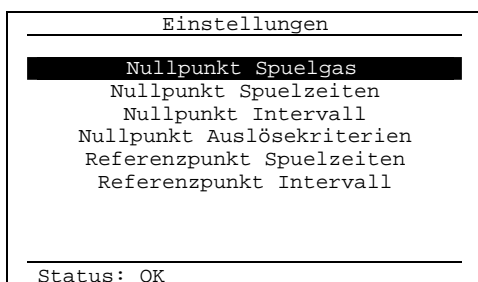 Einstellungen
Nullpunkt Spuelgas
Nullpunkt Spuelzeiten
Nullpunkt Intervall
Nullpunkt Auslösekriterien
Referenzpunkt Spuelzeiten
Referenzpunkt Intervall
Status: OK